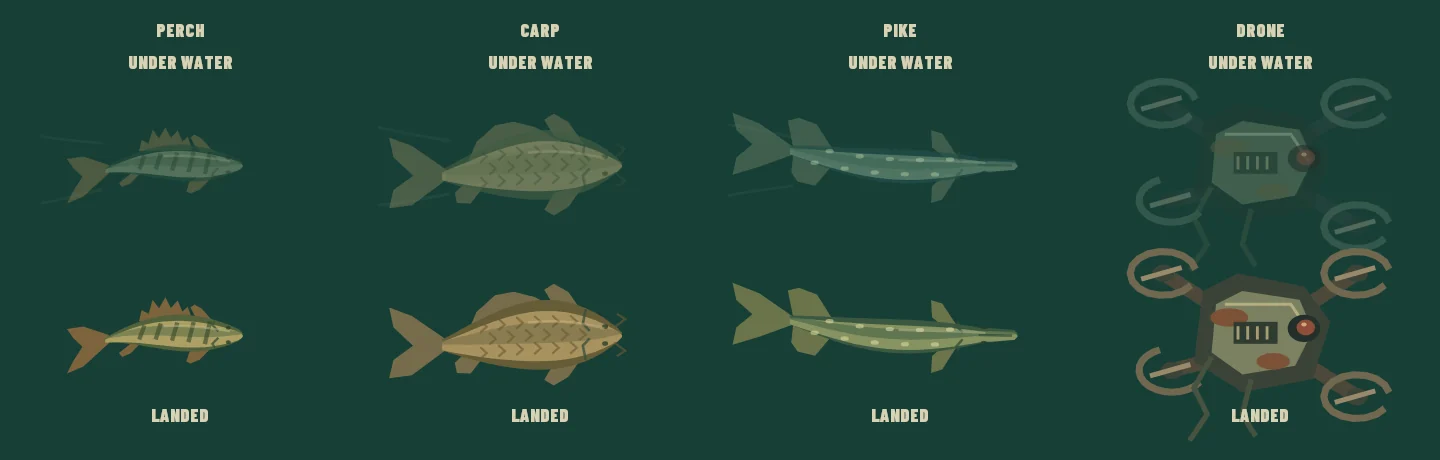 PERCH
CARP
PIKE
DRONE
UNDER WATER
UNDER WATER
UNDER WATER
UNDER WATER
LANDED
LANDED
LANDED
LANDED